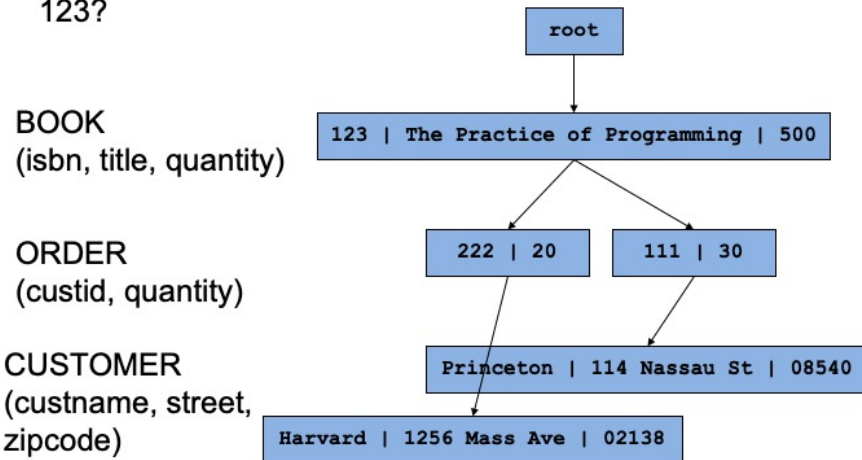 123?
root
BOOK
(isbn, title, quantity)
123 | The Practice of Programming | 500
ORDER
(custid, quantity)
222 | 20
111 | 30
CUSTOMER
(custname, street,
zipcode)
Princeton | 114 Nassau St | 08540
Harvard | 1256 Mass Ave | 02138